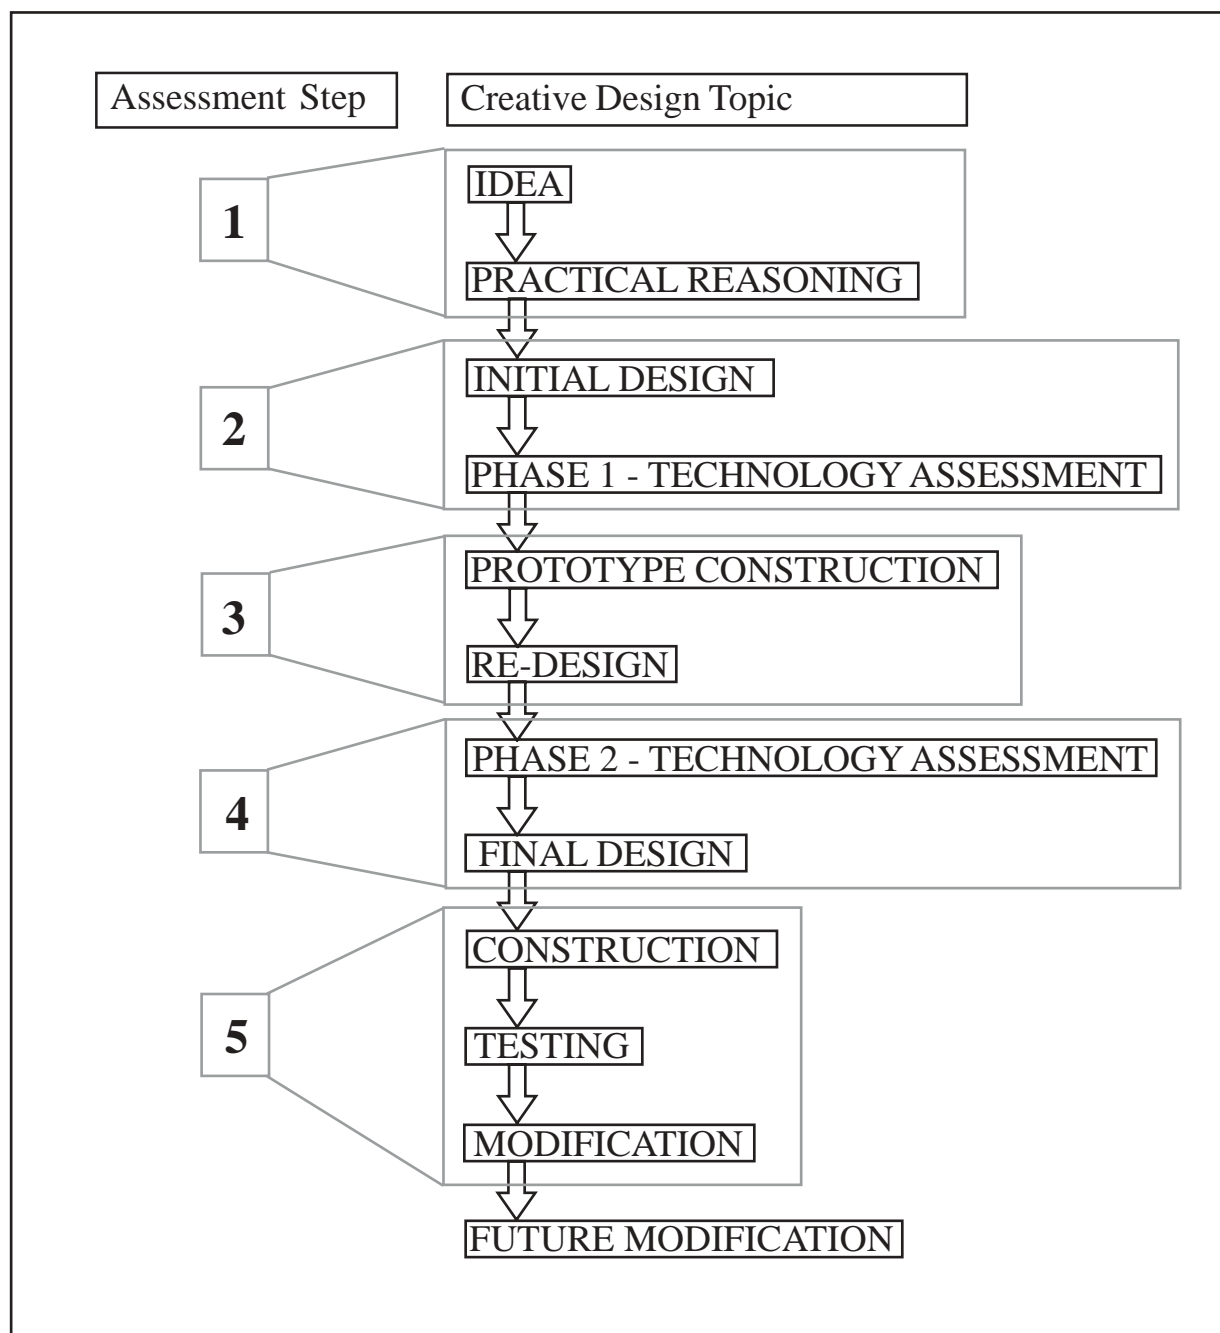 Assessment Step
Creative Design Topic
1
IDEA
PRACTICAL REASONING
2
INITIAL DESIGN
PHASE 1 - TECHNOLOGY ASSESSMENT
3
PROTOTYPE CONSTRUCTION
RE-DESIGN
4
PHASE 2 - TECHNOLOGY ASSESSMENT
FINAL DESIGN
5
CONSTRUCTION
TESTING
MODIFICATION
FUTURE MODIFICATION